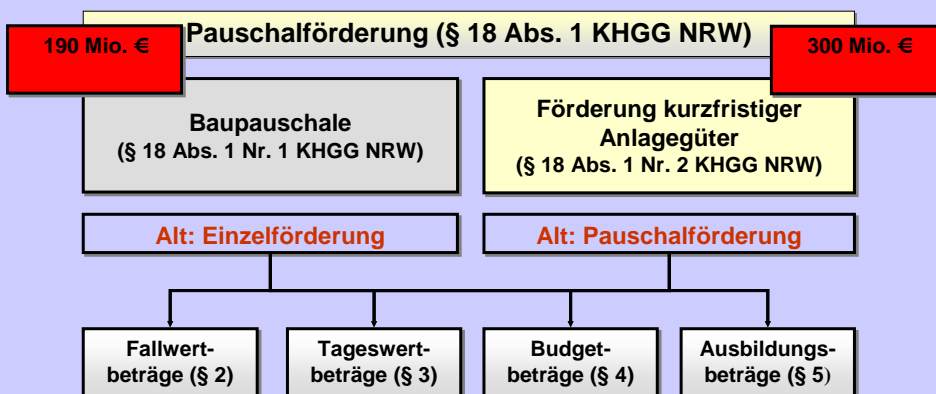 Pauschalförderung (§ 18 Abs. 1 KHGG NRW)
190 Mio. €
300 Mio. €
Baupauschale
(§ 18 Abs. 1 Nr. 1 KHGG NRW)
Förderung kurzfristiger
Anlagegüter
(§ 18 Abs. 1 Nr. 2 KHGG NRW)
Alt: Einzelförderung
Alt: Pauschalförderung
Fallwert-
beträge (§ 2)
Tageswert-
beträge (§ 3)
Budget-
beträge (§ 4)
Ausbildungs-
beträge (§ 5)